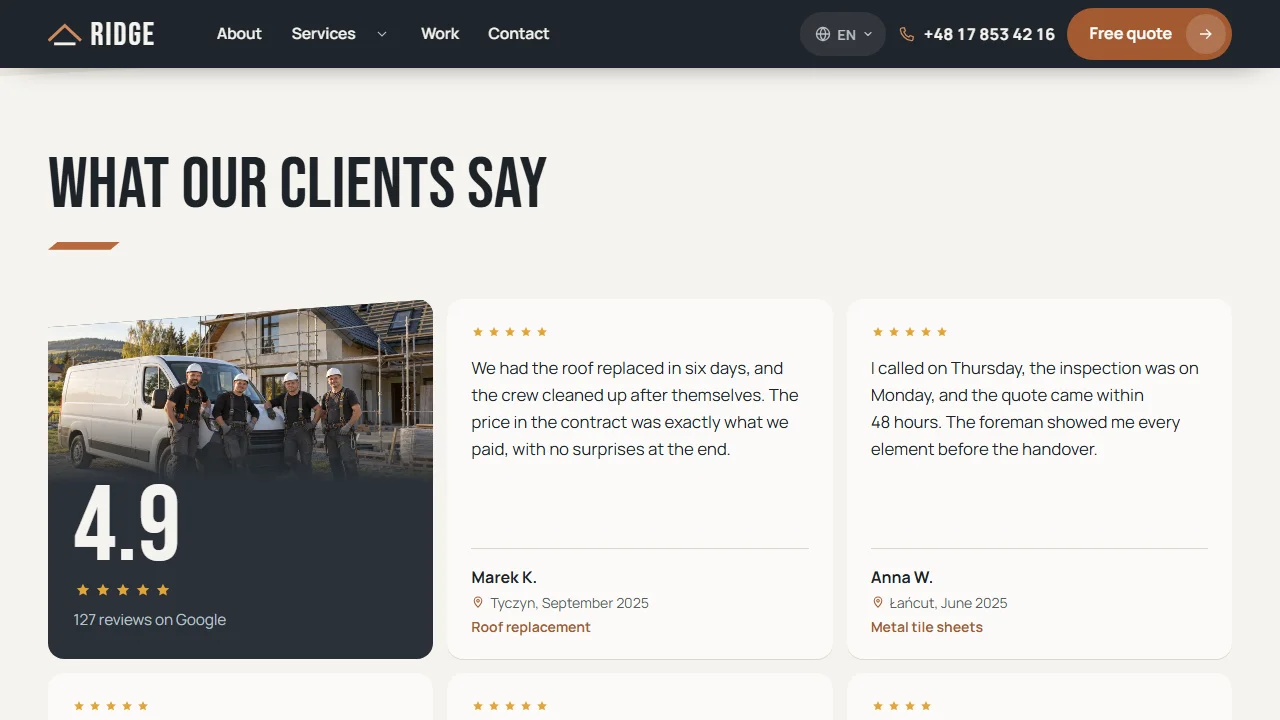 RIDGE
About
Services
Work
Contact
EN
+48 17 853 42 16
Free quote
WHAT OUR CLIENTS SAY
4.9
127 reviews on Google
We had the roof replaced in six days, and
the crew cleaned up after themselves. The
price in the contract was exactly what we
paid, with no surprises at the end.
Marek K.
Tyczyn, September 2025
Roof replacement
I called on Thursday, the inspection was on
Monday, and the quote came within
48 hours. The foreman showed me every
element before the handover.
Anna W.
Łańcut, June 2025
Metal tile sheets